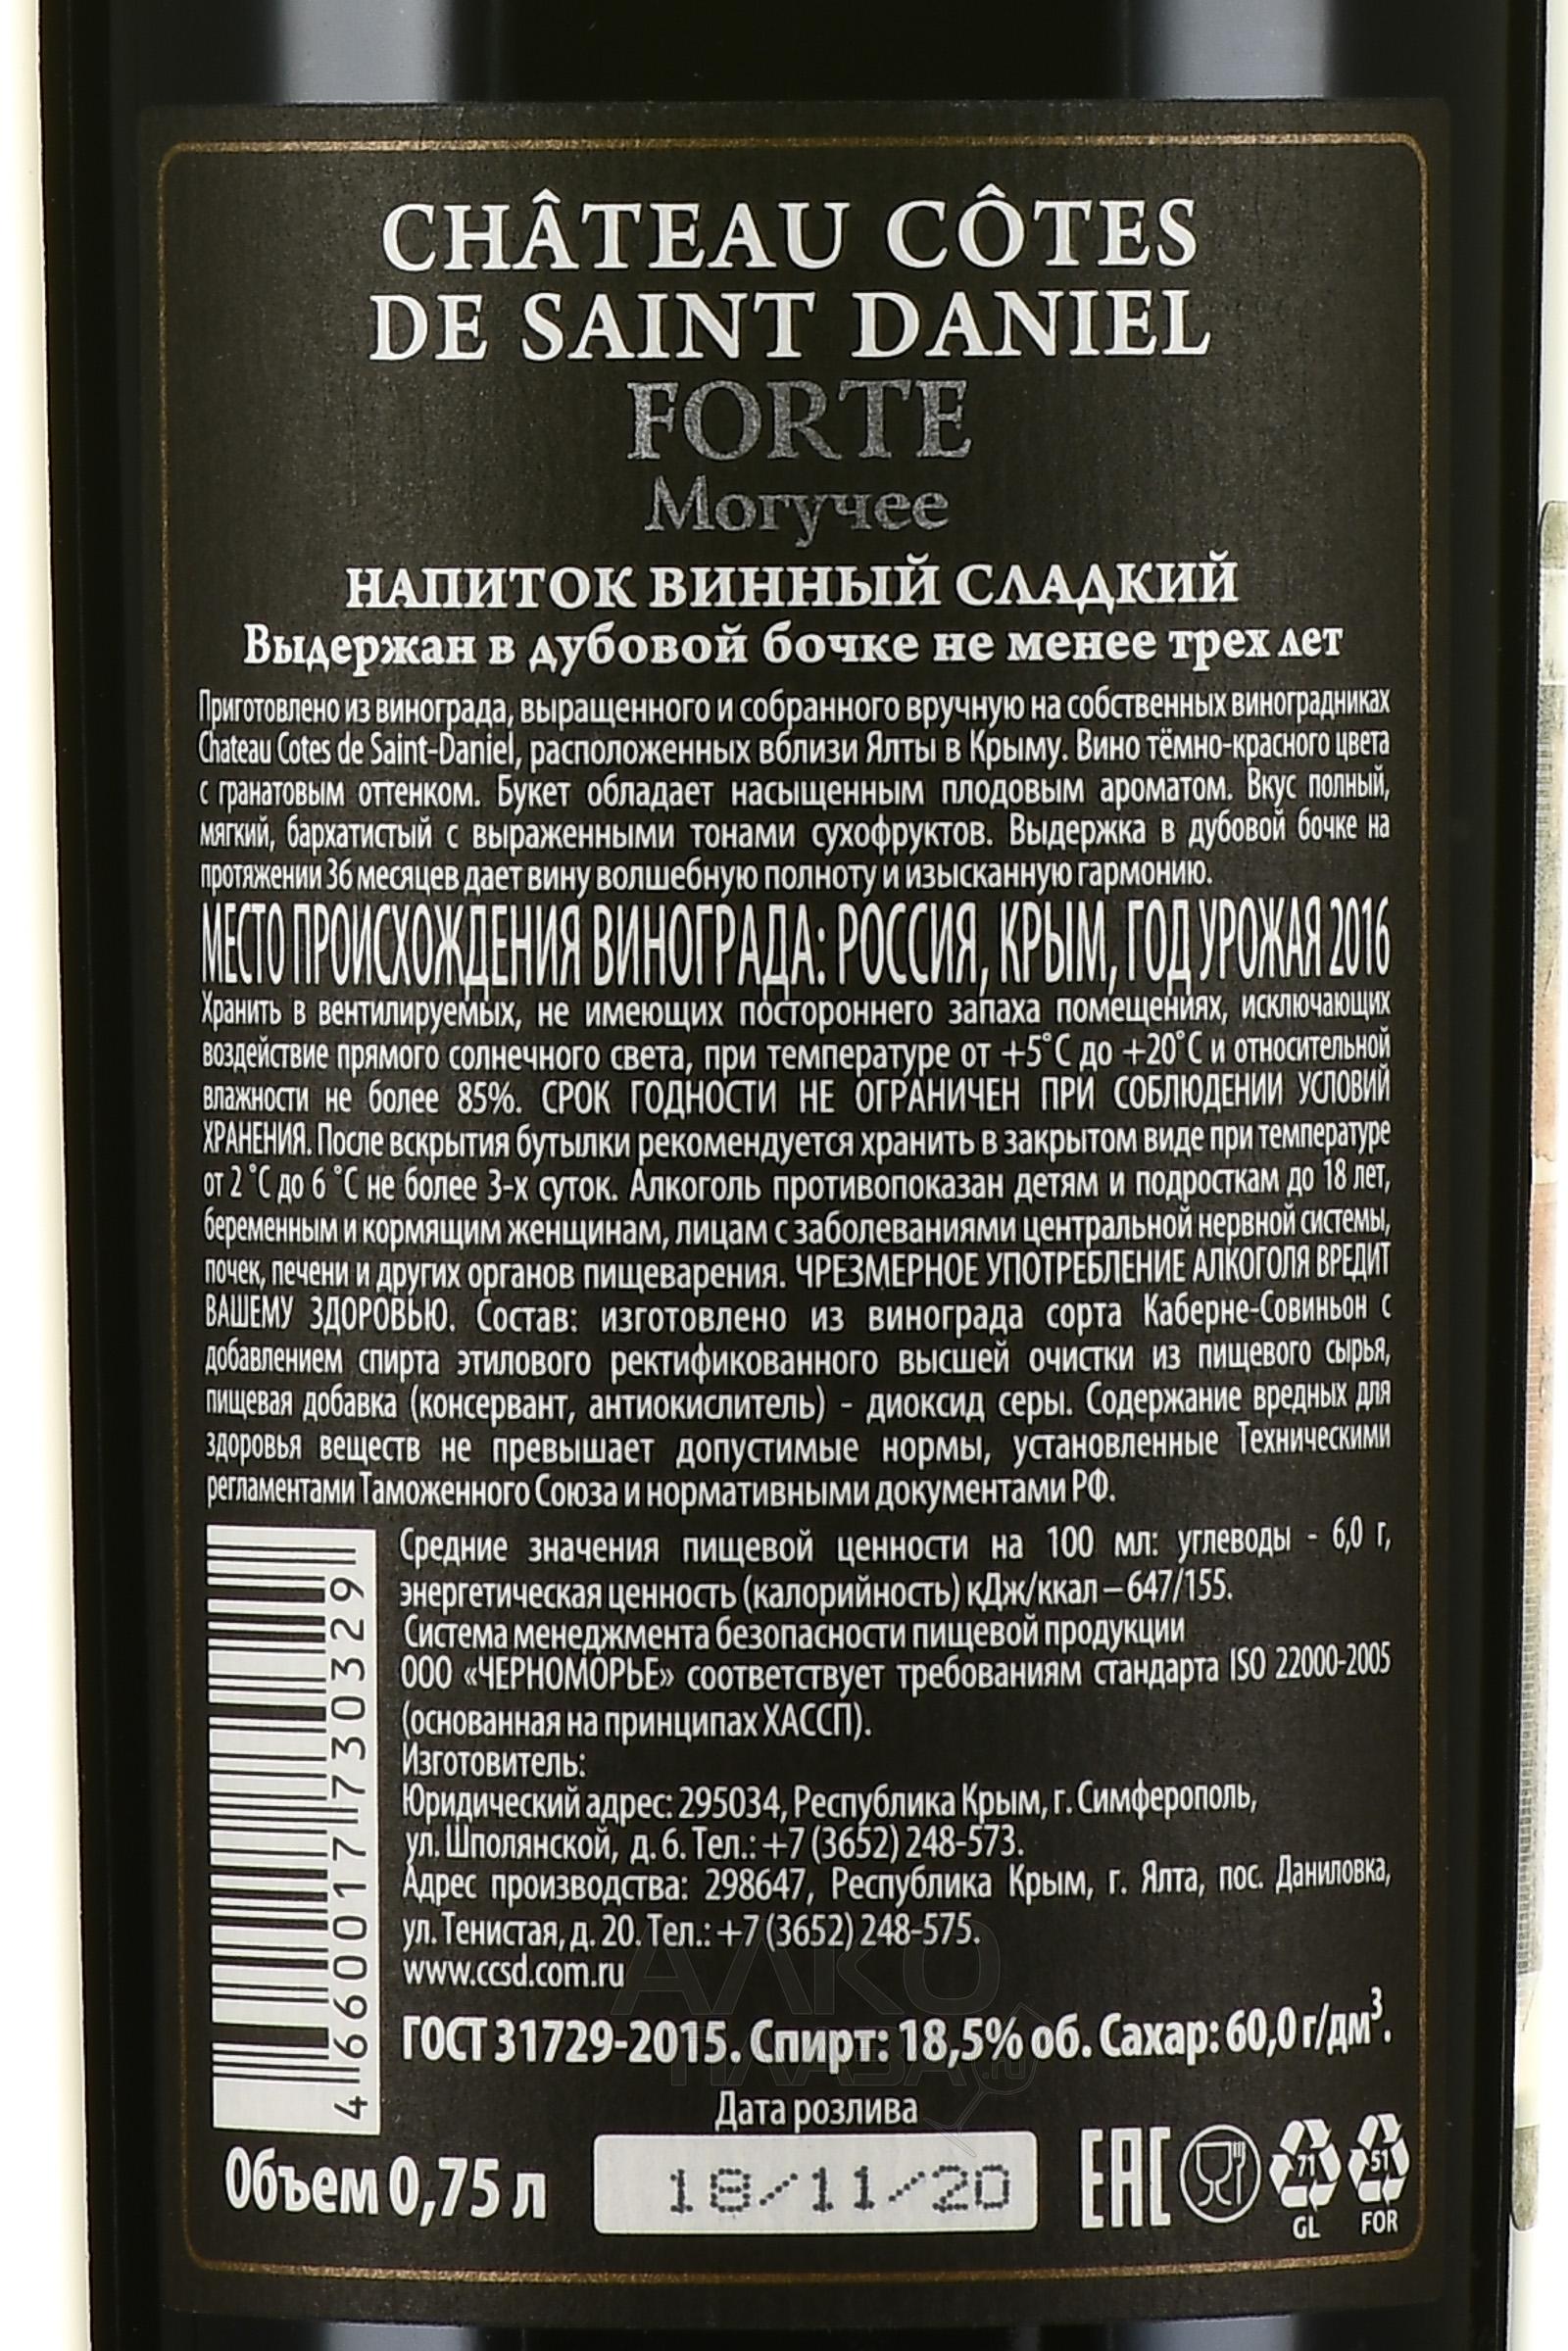 CHÂTEAU CÔTES
DE SAINT DANIEL
FORTE
Могучее
НАПИТОК ВИННЫЙ СЛАДКИЙ
Выдержан в дубовой бочке не менее трех лет
Приготовлено из винограда, выращенного и собранного вручную на собственных виноградниках
Chateau Cotes de Saint-Daniel, расположенных вблизи Ялты в Крыму. Вино тёмно-красного цвета
с гранатовым оттенком. Букет обладает насыщенным плодовым ароматом. Вкус полный,
мягкий, бархатистый с выраженными тонами сухофруктов. Выдержка в дубовой бочке на
протяжении 36 месяцев дает вину волшебную полноту и изысканную гармонию.
МЕСТО ПРОИСХОЖДЕНИЯ ВИНОГРАДА: РОССИЯ, КРЫМ, ГОД УРОЖАЯ 2016
Хранить в вентилируемых, не имеющих постороннего запаха помещениях, исключающих
воздействие прямого солнечного света, при температуре от +5˚С до +20˚С и относительной
влажности не более 85%. СРОК ГОДНОСТИ НЕ ОГРАНИЧЕН ПРИ СОБЛЮДЕНИИ УСЛОВИЙ
ХРАНЕНИЯ. После вскрытия бутылки рекомендуется хранить в закрытом виде при температуре
от 2 ˚С до 6 ˚С не более 3-х суток. Алкоголь противопоказан детям и подросткам до 18 лет,
беременным и кормящим женщинам, лицам с заболеваниями центральной нервной системы,
почек, печени и других органов пищеварения. ЧРЕЗМЕРНОЕ УПОТРЕБЛЕНИЕ АЛКОГОЛЯ ВРЕДИТ
ВАШЕМУ ЗДОРОВЬЮ. Состав: изготовлено из винограда сорта Каберне-Совиньон с
добавлением спирта этилового ректификованного высшей очистки из пищевого сырья,
пищевая добавка (консервант, антиокислитель) - диоксид серы. Содержание вредных для
здоровья веществ не превышает допустимые нормы, установленные Техническими
регламентами Таможенного Союза и нормативными документами РФ.
Средние значения пищевой ценности на 100 мл: углеводы - 6,0 г,
энергетическая ценность (калорийность) кДж/ккал – 647/155.
Система менеджмента безопасности пищевой продукции
ООО «ЧЕРНОМОРЬЕ» соответствует требованиям стандарта ISO 22000-2005
(основанная на принципах ХАССП).
Изготовитель:
Юридический адрес: 295034, Республика Крым, г. Симферополь,
ул. Шполянской, д. 6. Тел.: +7 (3652) 248-573.
Адрес производства: 298647, Республика Крым, г. Ялта, пос. Даниловка,
ул. Тенистая, д. 20. Тел.: +7 (3652) 248-575.
www.ccsd.com.ru
ГОСТ 31729-2015. Спирт: 18,5% об. Сахар: 60,0 г/дм³.
4660017730329
АЛКО
ПЛАЗА.ru
Дата розлива
Объем 0,75 л
18/11/20
EAC
71
GL
51
FOR